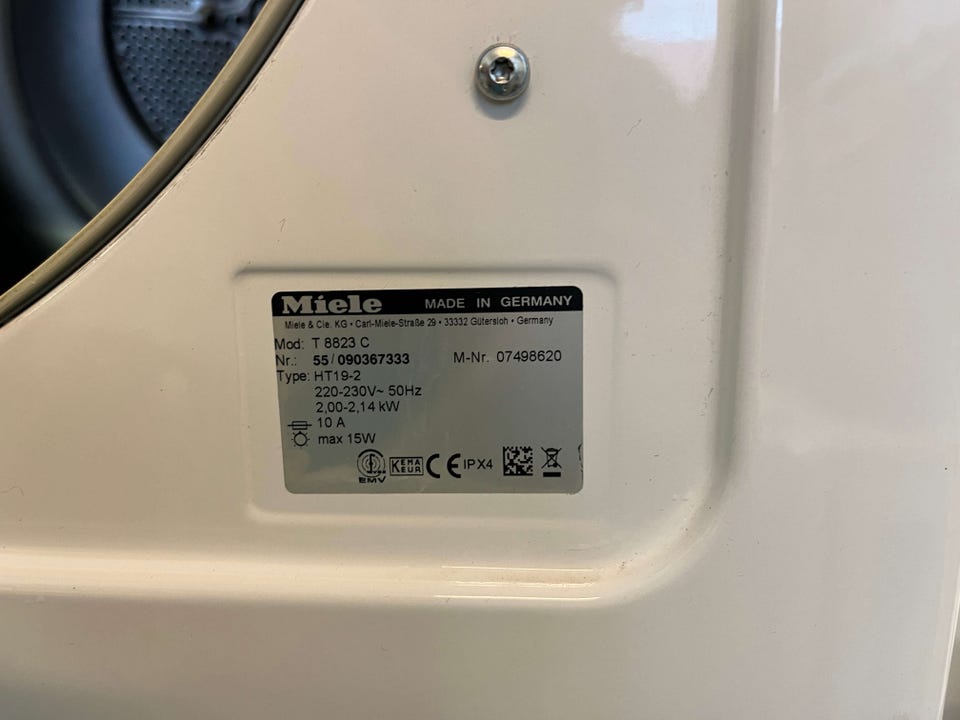 Miele MADE IN GERMANY
Miele & Cie. KG • Carl-Miele-Straße 29 • 33332 Gütersloh • Germany
Mod: T 8823 C
Nr.: 55/090367333 M-Nr. 07498620
Type: HT19-2
220-230V~ 50Hz
2,00-2,14 kW
10 A
max 15W
EMV KEMA EUR CE IPX4